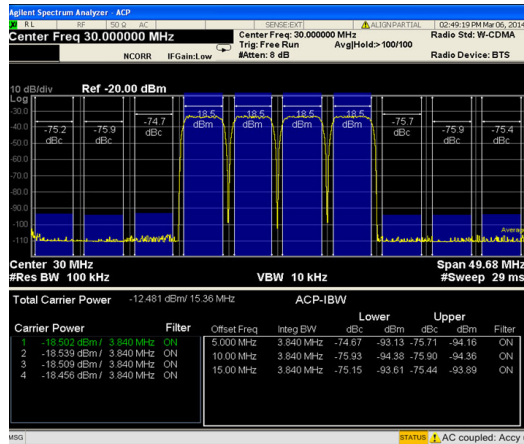 Agilent Spectrum Analyzer - ACP
RL RF 50 Ω AC SENSE:EXT ALIGN PARTIAL 02:49:19 PM Mar 06, 2014
Center Freq 30.000000 MHz Center Freq: 30.000000 MHz Radio Std: W-CDMA
Trig: Free Run Avg|Hold:>100/100
NCORR IFGain:Low #Atten: 8 dB Radio Device: BTS
10 dB/div Ref -20.00 dBm
Log
-30.0
-40.0
-50.0
-60.0
-70.0
-80.0
-90.0
-100
-110
-75.2 dBc
-75.9 dBc
-74.7 dBc
-18.5 dBm
-18.5 dBm
-18.5 dBm
-18.5 dBm
-75.7 dBc
-75.9 dBc
-75.4 dBc
Average
Center 30 MHz Span 49.68 MHz
#Res BW 100 kHz VBW 10 kHz #Sweep 29 ms
Total Carrier Power -12.481 dBm/ 15.36 MHz ACP-IBW
Lower Upper
Carrier Power Filter Offset Freq Integ BW dBc dBm dBc dBm Filter
1 -18.502 dBm / 3.840 MHz ON 5.000 MHz 3.840 MHz -74.67 -93.13 -75.71 -94.16 ON
2 -18.539 dBm / 3.840 MHz ON 10.00 MHz 3.840 MHz -75.93 -94.38 -75.90 -94.36 ON
3 -18.509 dBm / 3.840 MHz ON 15.00 MHz 3.840 MHz -75.15 -93.61 -75.44 -93.89 ON
4 -18.456 dBm / 3.840 MHz ON
MSG STATUS AC coupled: Accy